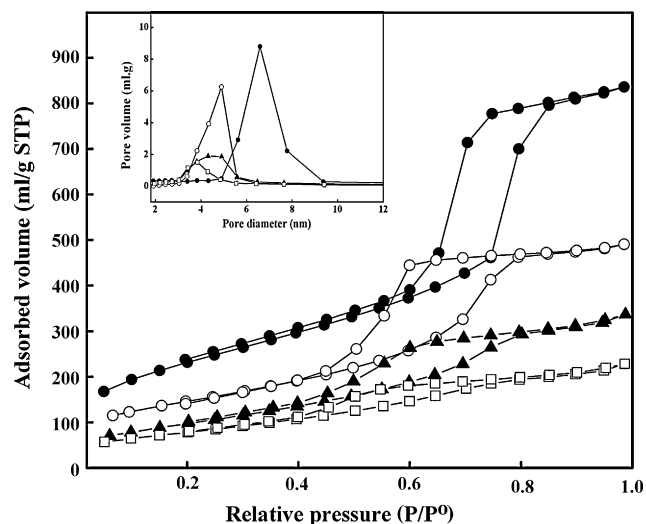 900
800
700
600
500
400
300
200
100
0
Adsorbed volume (ml/g STP)
0.2 0.4 0.6 0.8 1.0
Relative pressure (P/P⁰)
10
8
6
4
2
0
Pore volume (ml.g)
2 4 6 8 10 12
Pore diameter (nm)